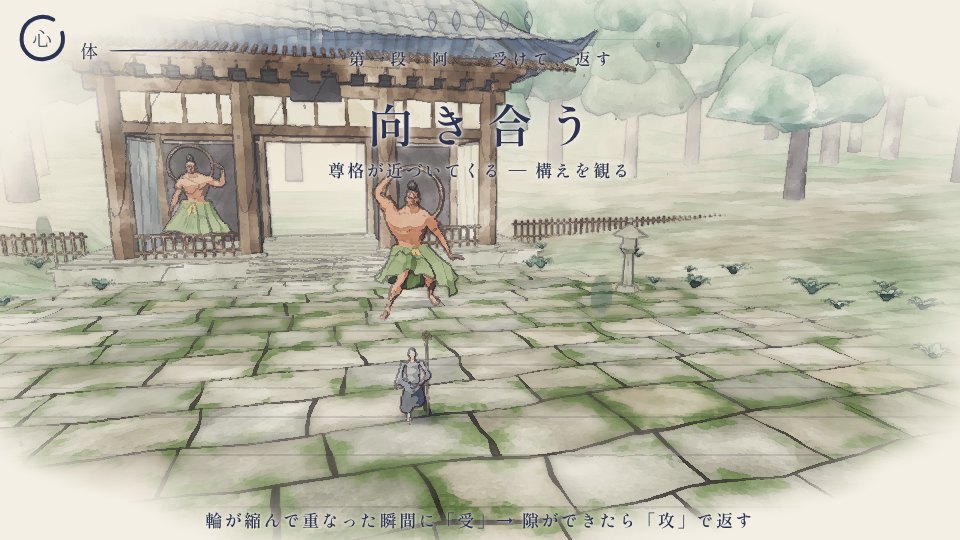 心
体
第一段 阿 — 受けて、返す
向き合う
尊格が近づいてくる — 構えを観る
輪が縮んで重なった瞬間に「受」→ 隙ができたら「攻」で返す